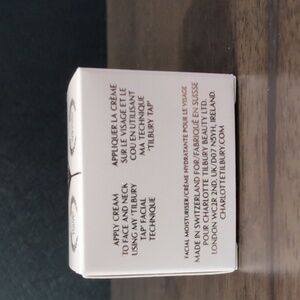 APPLY CREAM
TO FACE AND NECK
USING MY 'TILBURY
TAP' FACIAL
TECHNIQUE
APPLIQUER LA CRÈME
SUR LE VISAGE ET LE
COU EN UTILISANT
MA TECHNIQUE
'TILBURY TAP'
FACIAL MOISTURISER/CRÈME HYDRATANTE POUR LE VISAGE
MADE IN SWITZERLAND FOR/FABRIQUÉ EN SUISSE
POUR CHARLOTTE TILBURY BEAUTY LTD.
LONDON WC2R 2ND, UK/D07 N5YH, IRELAND.
CHARLOTTETILBURY.COM